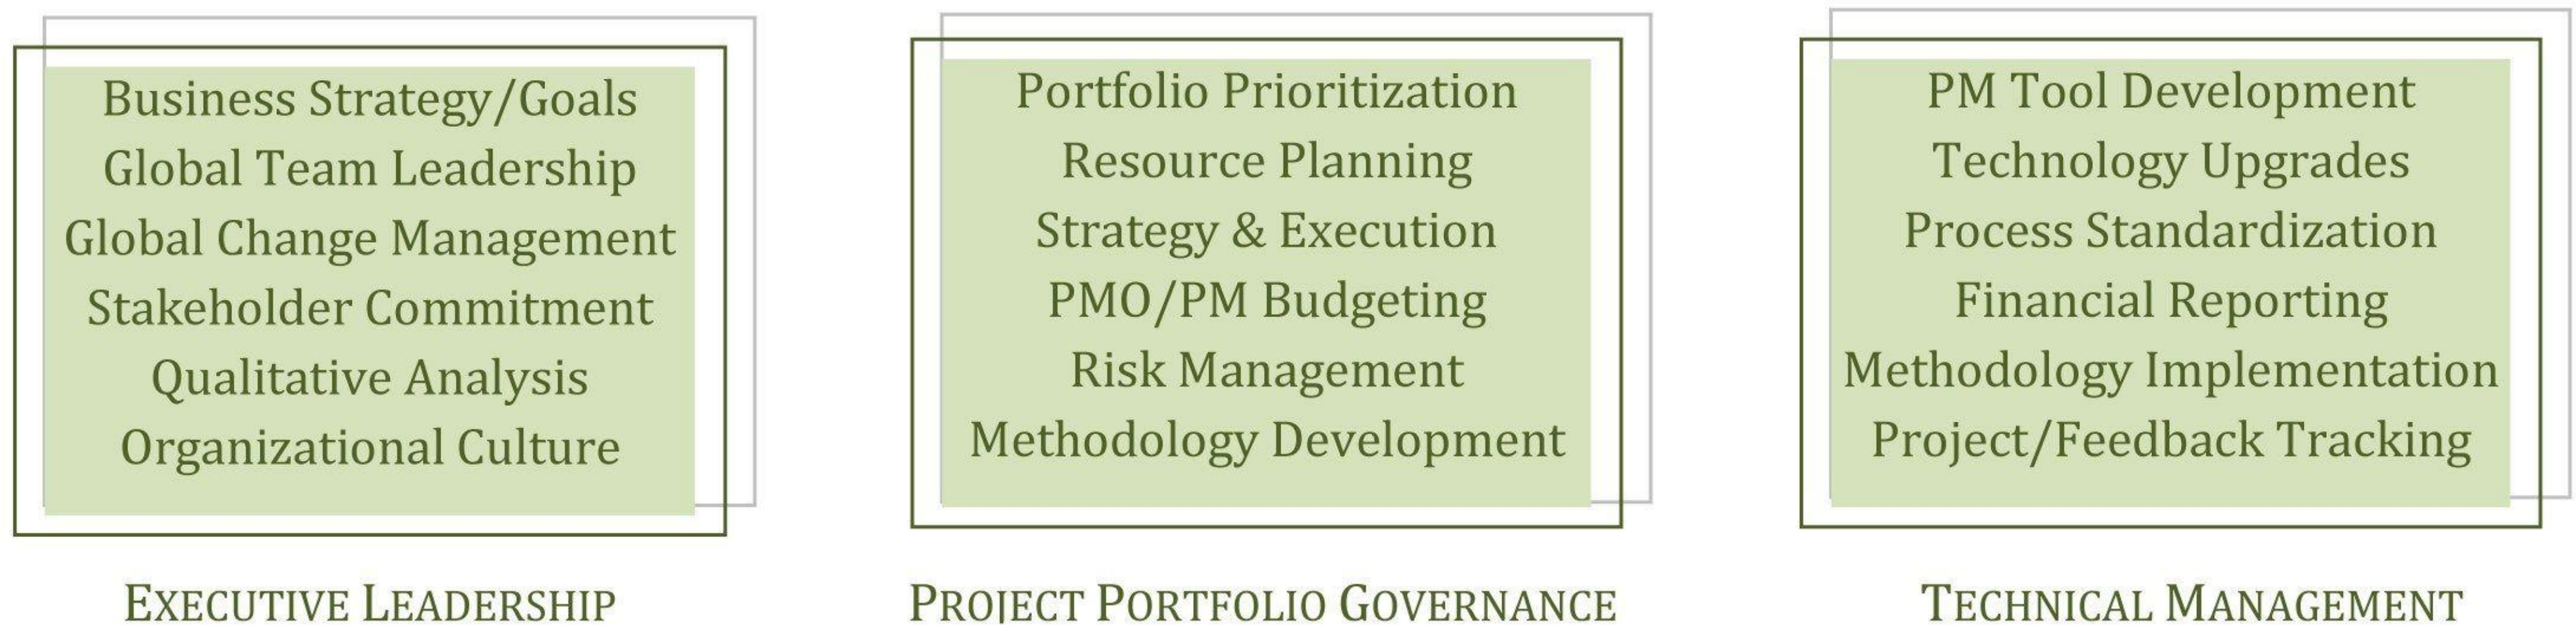 Business Strategy/Goals
Global Team Leadership
Global Change Management
Stakeholder Commitment
Qualitative Analysis
Organizational Culture
EXECUTIVE LEADERSHIP
Portfolio Prioritization
Resource Planning
Strategy & Execution
PMO/PM Budgeting
Risk Management
Methodology Development
PROJECT PORTFOLIO GOVERNANCE
PM Tool Development
Technology Upgrades
Process Standardization
Financial Reporting
Methodology Implementation
Project/Feedback Tracking
TECHNICAL MANAGEMENT